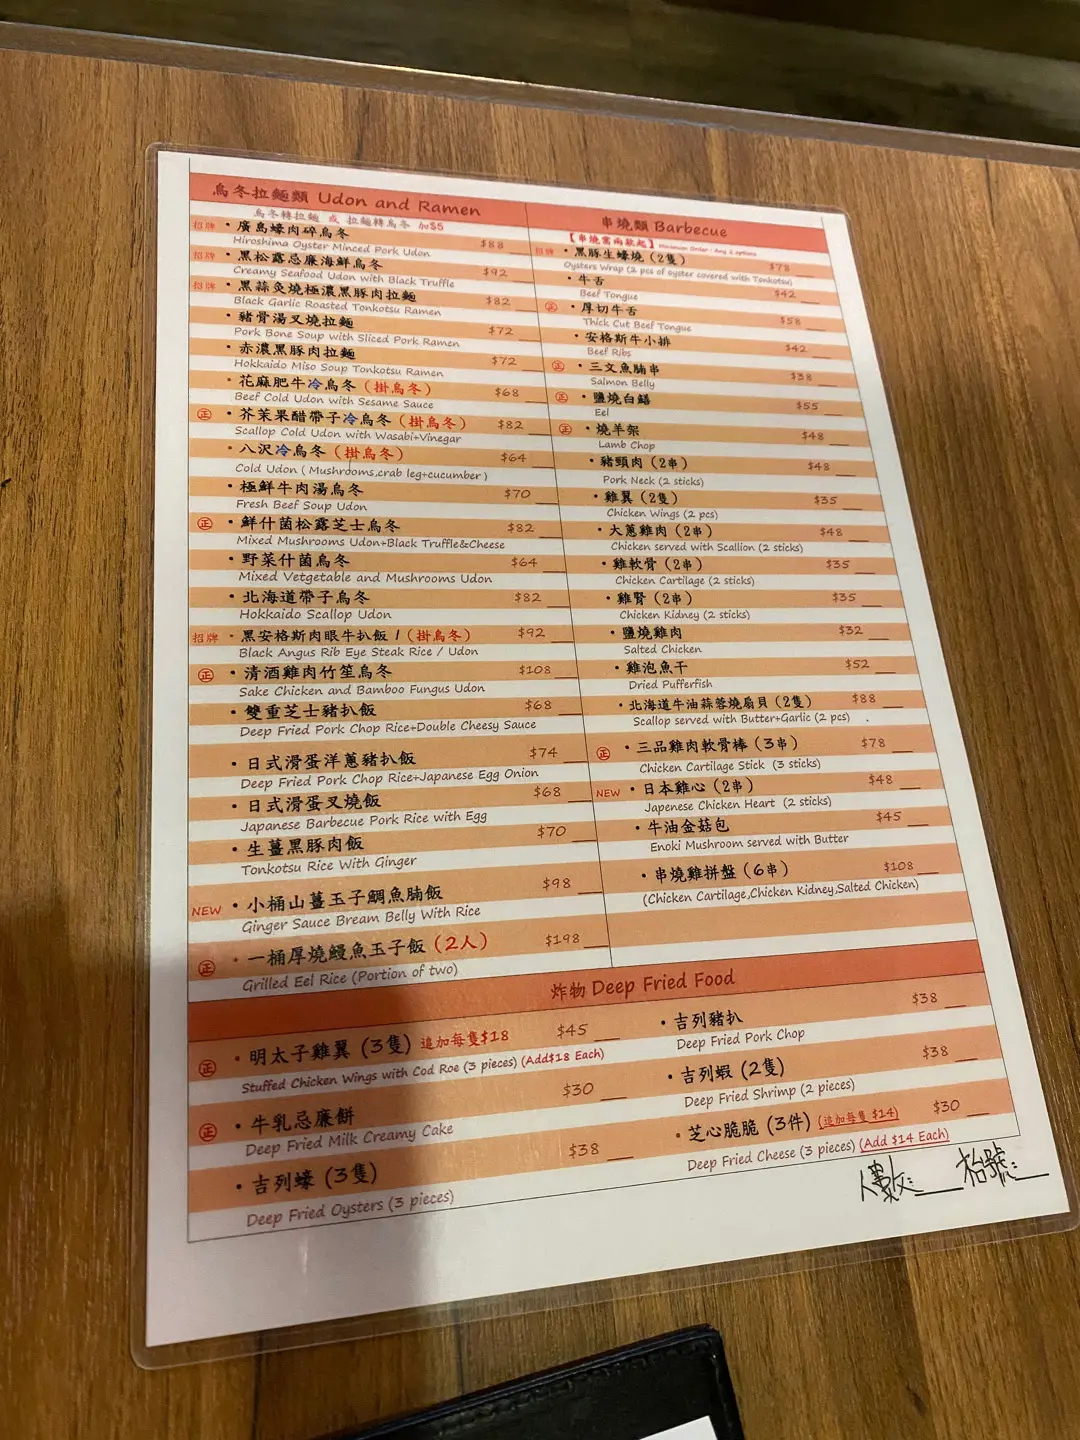 烏冬拉麵類 Udon and Ramen
烏冬轉拉麵 或 拉麵轉烏冬 加$5
招牌 • 廣島蠔肉碎烏冬 $88
Hiroshima Oyster Minced Pork Udon
招牌 • 黑松露忌廉海鮮烏冬 $92
Creamy Seafood Udon with Black Truffle
招牌 • 黑蒜灸燒極濃黑豚肉拉麵 $82
Black Garlic Roasted Tonkotsu Ramen
• 豬骨湯叉燒拉麵 $72
Pork Bone Soup with Sliced Pork Ramen
• 赤濃黑豚肉拉麵 $72
Hokkaido Miso Soup Tonkotsu Ramen
• 花麻肥牛冷烏冬（掛烏冬） $68
Beef Cold Udon with Sesame Sauce
正 • 芥茉果醋帶子冷烏冬（掛烏冬） $82
Scallop Cold Udon with Wasabi+Vinegar
• 八沢冷烏冬（掛烏冬） $64
Cold Udon ( Mushrooms,crab leg+cucumber )
• 極鮮牛肉湯烏冬 $70
Fresh Beef Soup Udon
正 • 鮮什菌松露芝士烏冬 $82
Mixed Mushrooms Udon+Black Truffle&Cheese
• 野菜什菌烏冬 $64
Mixed Vetgetable and Mushrooms Udon
• 北海道帶子烏冬 $82
Hokkaido Scallop Udon
招牌 • 黑安格斯肉眼牛扒飯 /（掛烏冬） $92
Black Angus Rib Eye Steak Rice / Udon
正 • 清酒雞肉竹笙烏冬 $108
Sake Chicken and Bamboo Fungus Udon
• 雙重芝士豬扒飯 $68
Deep Fried Pork Chop Rice+Double Cheesy Sauce
• 日式滑蛋洋蔥豬扒飯 $74
Deep Fried Pork Chop Rice+Japanese Egg Onion
• 日式滑蛋叉燒飯 $68
Japanese Barbecue Pork Rice with Egg
• 生薑黑豚肉飯 $70
Tonkotsu Rice With Ginger
NEW • 小桶山薑玉子鯛魚腩飯 $98
Ginger Sauce Bream Belly With Rice
正 • 一桶厚燒鰻魚玉子飯（2人） $198
Grilled Eel Rice (Portion of two)
串燒類 Barbecue
【串燒需兩款起】Minimum Order : Any 2 options
招牌 • 黑豚生蠔燒（2隻） $78
Oysters Wrap (2 pcs of oyster covered with Tonkotsu)
• 牛舌 $42
Beef Tongue
正 • 厚切牛舌 $58
Thick Cut Beef Tongue
• 安格斯牛小排 $42
Beef Ribs
正 • 三文魚腩串 $38
Salmon Belly
正 • 鹽燒白鱔 $55
Eel
正 • 燒羊架 $48
Lamb Chop
• 豬頸肉（2串） $48
Pork Neck (2 sticks)
• 雞翼（2隻） $35
Chicken Wings (2 pcs)
• 大蔥雞肉（2串） $48
Chicken served with Scallion (2 sticks)
• 雞軟骨（2串） $35
Chicken Cartilage (2 sticks)
• 雞腎（2串） $35
Chicken Kidney (2 sticks)
• 鹽燒雞肉 $32
Salted Chicken
• 雞泡魚干 $52
Dried Pufferfish
• 北海道牛油蒜蓉燒扇貝（2隻） $88
Scallop served with Butter+Garlic (2 pcs) .
正 • 三品雞肉軟骨棒（3串） $78
Chicken Cartilage Stick (3 sticks)
NEW • 日本雞心（2串） $48
Japenese Chicken Heart (2 sticks)
• 牛油金菇包 $45
Enoki Mushroom served with Butter
• 串燒雞拼盤（6串） $108
(Chicken Cartilage,Chicken Kidney,Salted Chicken)
炸物 Deep Fried Food
正 • 明太子雞翼（3隻）追加每隻$18 $45
Stuffed Chicken Wings with Cod Roe (3 pieces) (Add$18 Each)
正 • 牛乳忌廉餅 $30
Deep Fried Milk Creamy Cake
• 吉列蠔（3隻） $38
Deep Fried Oysters (3 pieces)
• 吉列豬扒 $38
Deep Fried Pork Chop
• 吉列蝦（2隻） $38
Deep Fried Shrimp (2 pieces)
• 芝心脆脆（3件）(追加每隻 $14) $30
Deep Fried Cheese (3 pieces) (Add $14 Each)
人數:____ 枱號:____